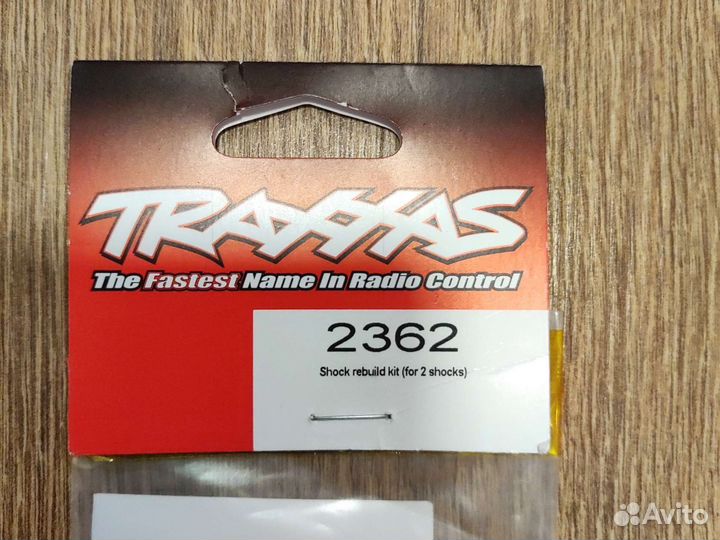 TRAXXAS
The Fastest Name In Radio Control
2362
Shock rebuild kit (for 2 shocks)
Avito